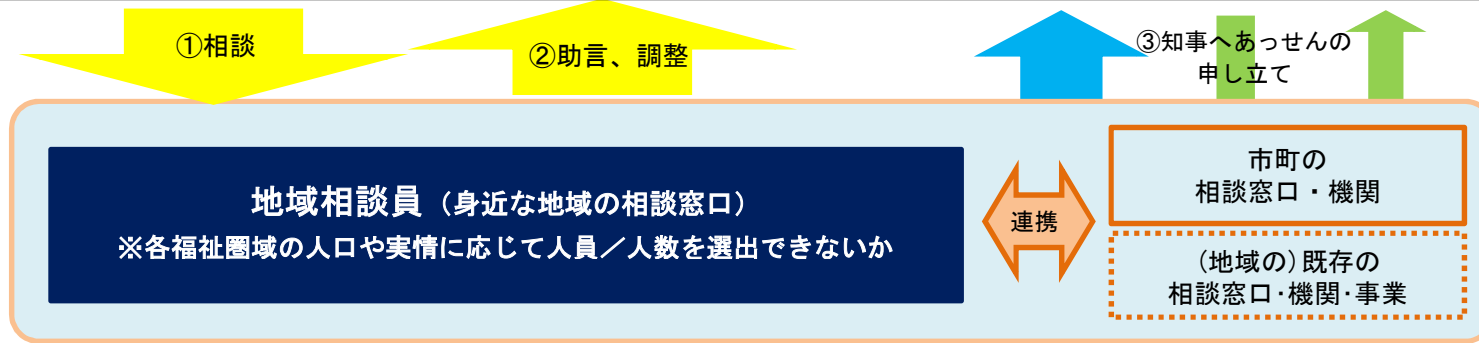 ①相談
②助言、調整
③知事へあっせんの
申し立て
地域相談員(身近な地域の相談窓口)
※各福祉圏域の人口や実情に応じて人員／人数を選出できないか
連携
市町の
相談窓口・機関
(地域の)既存の
相談窓口･機関･事業